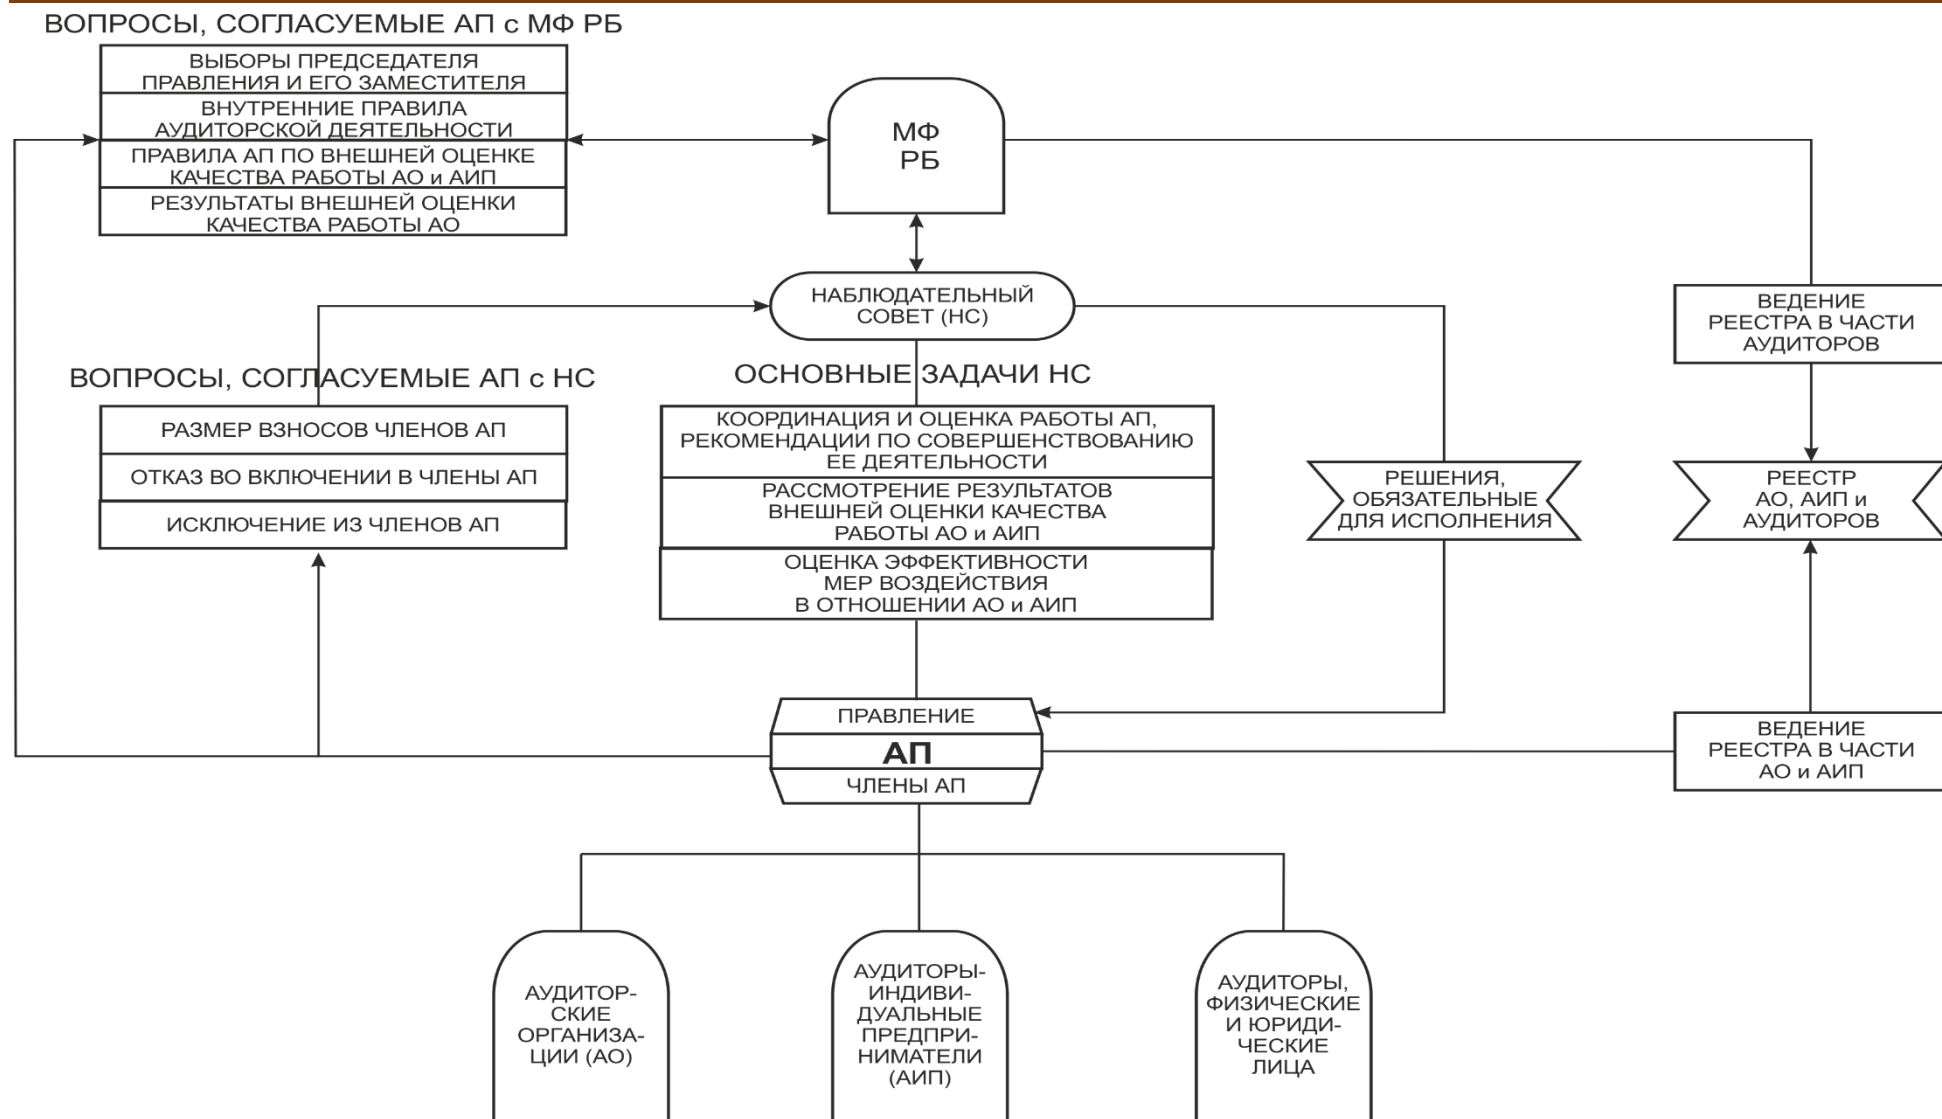 ВОПРОСЫ, СОГЛАСУЕМЫЕ АП с МФ РБ
ВЫБОРЫ ПРЕДСЕДАТЕЛЯ
ПРАВЛЕНИЯ И ЕГО ЗАМЕСТИТЕЛЯ
ВНУТРЕННИЕ ПРАВИЛА
АУДИТОРСКОЙ ДЕЯТЕЛЬНОСТИ
ПРАВИЛА АП ПО ВНЕШНЕЙ ОЦЕНКЕ
КАЧЕСТВА РАБОТЫ АО и АИП
РЕЗУЛЬТАТЫ ВНЕШНЕЙ ОЦЕНКИ
КАЧЕСТВА РАБОТЫ АО
МФ
РБ
НАБЛЮДАТЕЛЬНЫЙ
СОВЕТ (НС)
ВЕДЕНИЕ
РЕЕСТРА В ЧАСТИ
АУДИТОРОВ
ВОПРОСЫ, СОГЛАСУЕМЫЕ АП с НС
РАЗМЕР ВЗНОСОВ ЧЛЕНОВ АП
ОТКАЗ ВО ВКЛЮЧЕНИИ В ЧЛЕНЫ АП
ИСКЛЮЧЕНИЕ ИЗ ЧЛЕНОВ АП
ОСНОВНЫЕ ЗАДАЧИ НС
КООРДИНАЦИЯ И ОЦЕНКА РАБОТЫ АП,
РЕКОМЕНДАЦИИ ПО СОВЕРШЕНСТВОВАНИЮ
ЕЕ ДЕЯТЕЛЬНОСТИ
РАССМОТРЕНИЕ РЕЗУЛЬТАТОВ
ВНЕШНЕЙ ОЦЕНКИ КАЧЕСТВА
РАБОТЫ АО и АИП
ОЦЕНКА ЭФФЕКТИВНОСТИ
МЕР ВОЗДЕЙСТВИЯ
В ОТНОШЕНИИ АО и АИП
РЕШЕНИЯ,
ОБЯЗАТЕЛЬНЫЕ
ДЛЯ ИСПОЛНЕНИЯ
РЕЕСТР
АО, АИП и
АУДИТОРОВ
ПРАВЛЕНИЕ
АП
ЧЛЕНЫ АП
ВЕДЕНИЕ
РЕЕСТРА В ЧАСТИ
АО и АИП
АУДИТОР-
СКИЕ
ОРГАНИЗА-
ЦИИ (АО)
АУДИТОРЫ-
ИНДИВИ-
ДУАЛЬНЫЕ
ПРЕДПРИ-
НИМАТЕЛИ
(АИП)
АУДИТОРЫ,
ФИЗИЧЕСКИЕ
И ЮРИДИ-
ЧЕСКИЕ
ЛИЦА